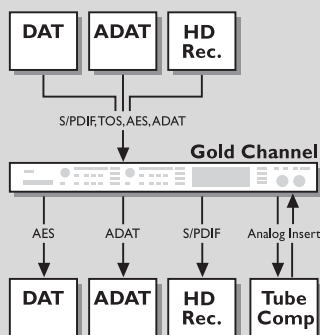 DAT
ADAT
HD
Rec.
S/PDIF, TOS, AES, ADAT
Gold Channel
AES
ADAT
S/PDIF
Analog Insert
DAT
ADAT
HD
Rec.
Tube
Comp